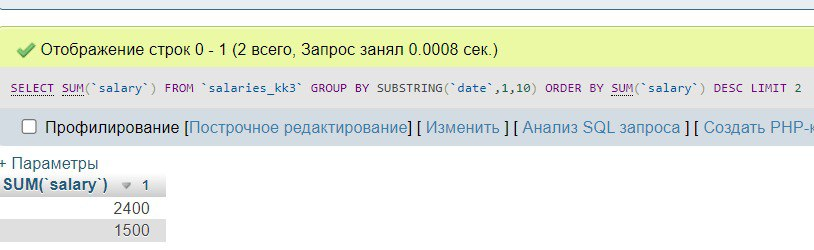 Отображение строк 0 - 1 (2 всего, Запрос занял 0.0008 сек.)
SELECT SUM(`salary`) FROM `salaries_kk3` GROUP BY SUBSTRING(`date`,1,10) ORDER BY SUM(`salary`) DESC LIMIT 2
Профилирование [Построчное редактирование] [ Изменить ] [ Анализ SQL запроса ] [ Создать PHP-к
+ Параметры
SUM(`salary`) 1
2400
1500